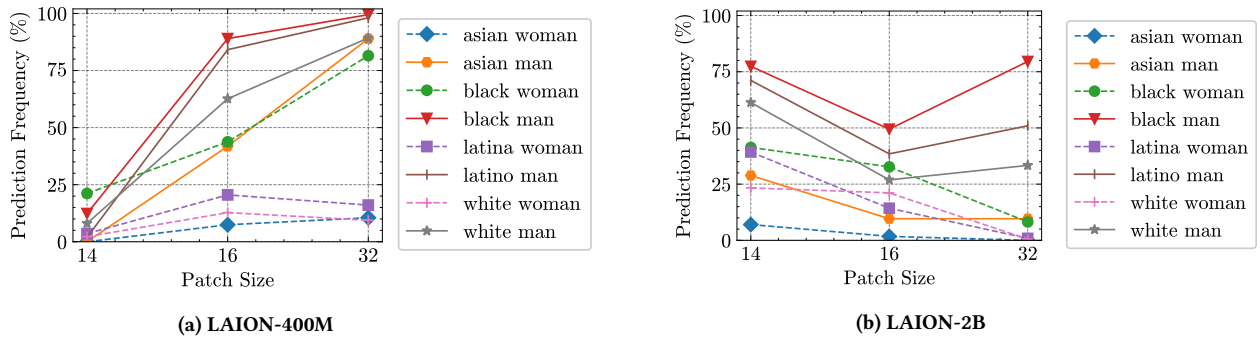 100
75
50
25
0
Prediction Frequency (%)
14 16 32
Patch Size
asian woman
asian man
black woman
black man
latina woman
latino man
white woman
white man
(a) LAION-400M
100
75
50
25
0
Prediction Frequency (%)
14 16 32
Patch Size
asian woman
asian man
black woman
black man
latina woman
latino man
white woman
white man
(b) LAION-2B